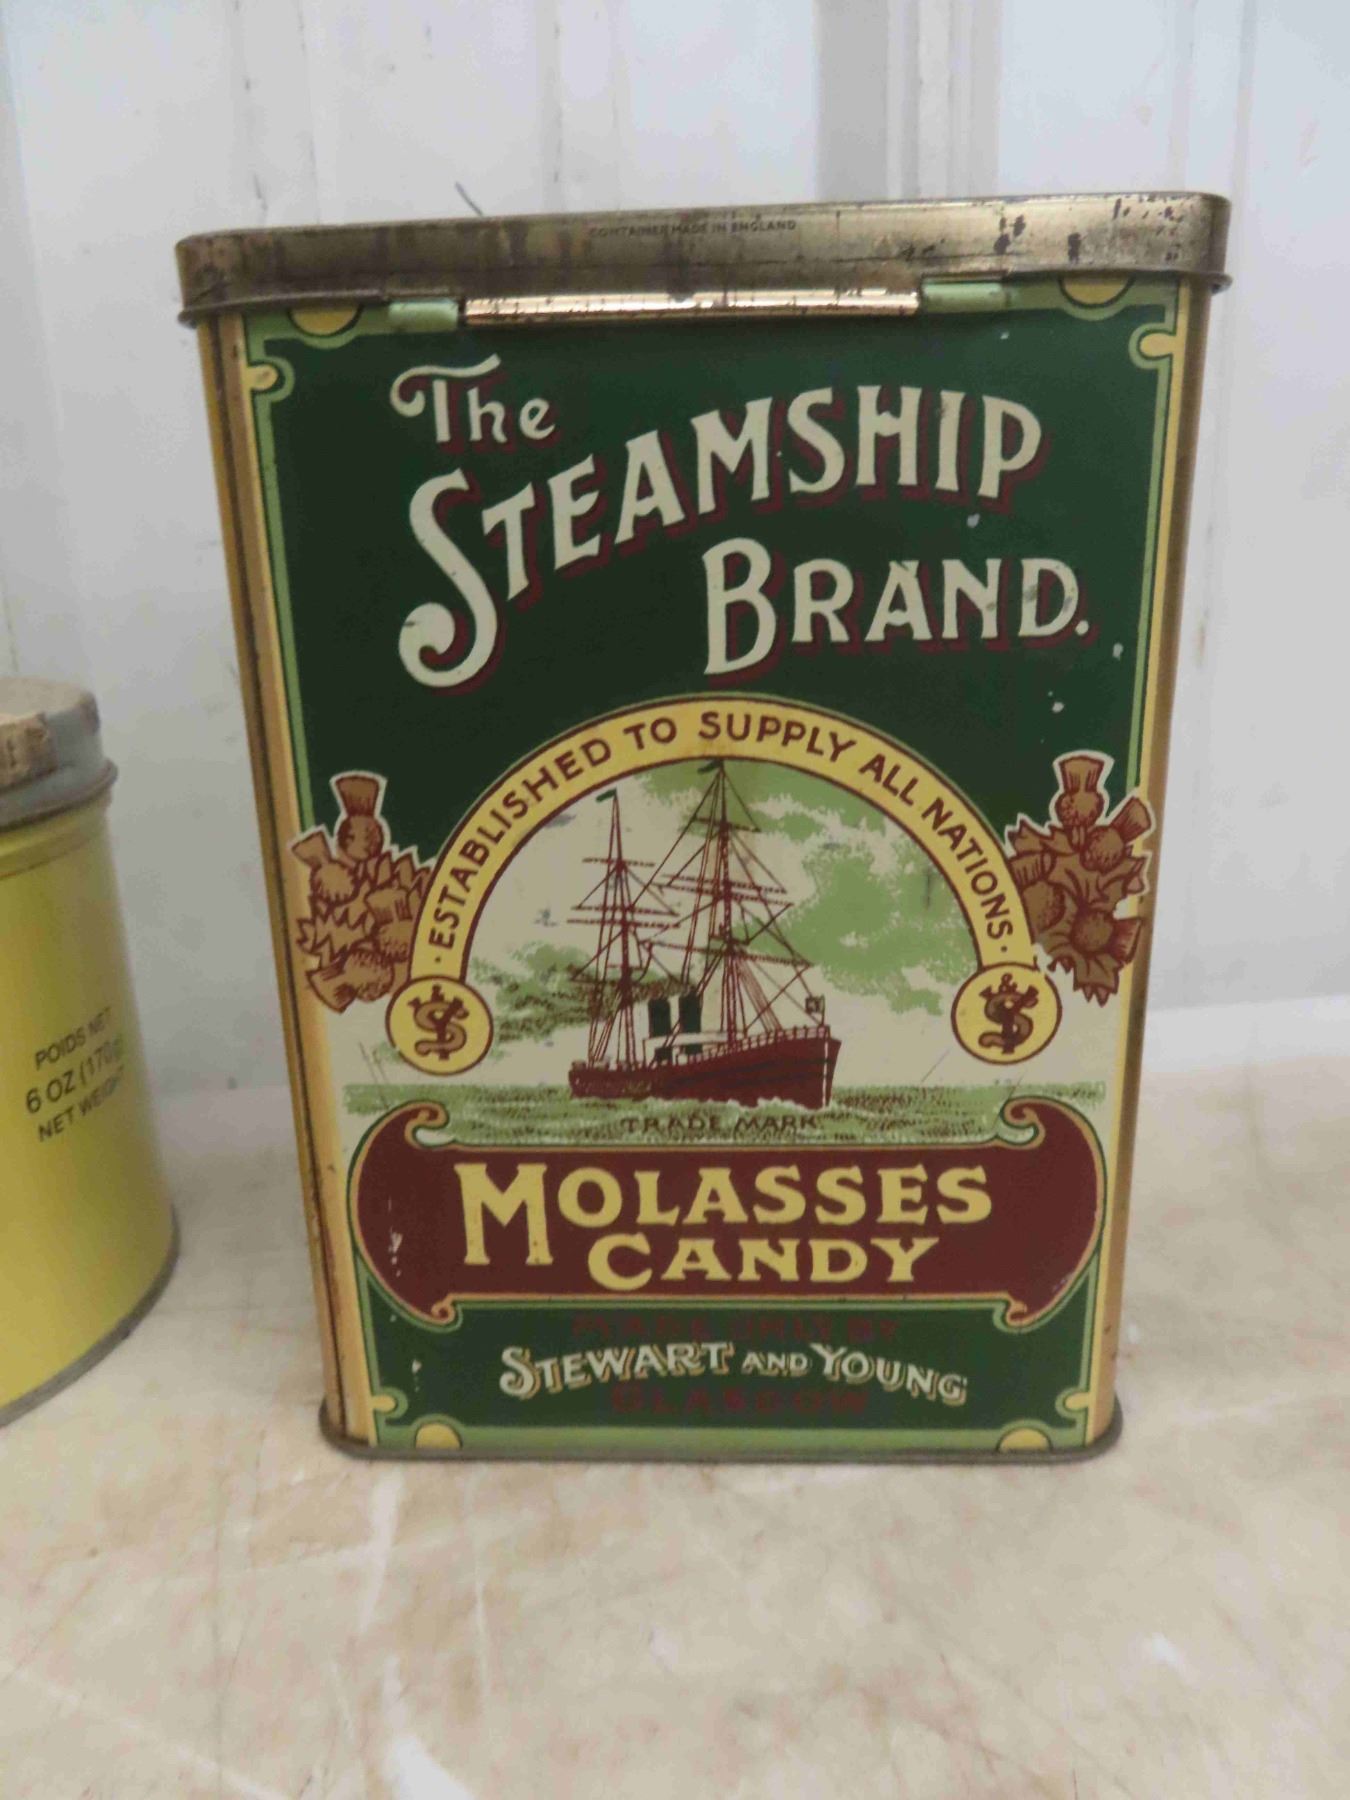 CONTAINER MADE IN ENGLAND
The
STEAMSHIP
BRAND.
· ESTABLISHED TO SUPPLY ALL NATIONS ·
TRADE MARK
MOLASSES
CANDY
MADE ONLY BY
STEWART AND YOUNG
GLASGOW
POIDS NET
6 OZ (170g)
NET WEIGHT